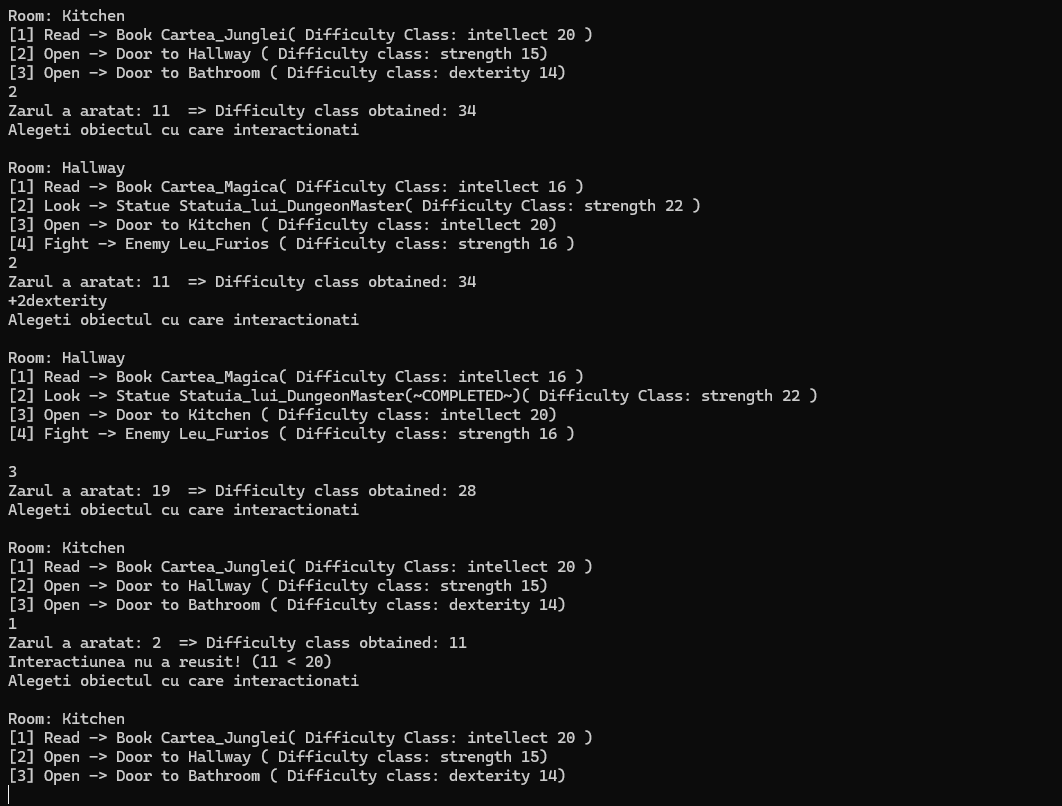 Room: Kitchen
[1] Read -> Book Cartea_Junglei( Difficulty Class: intellect 20 )
[2] Open -> Door to Hallway ( Difficulty class: strength 15)
[3] Open -> Door to Bathroom ( Difficulty class: dexterity 14)
2
Zarul a aratat: 11  => Difficulty class obtained: 34
Alegeti obiectul cu care interactionati
Room: Hallway
[1] Read -> Book Cartea_Magica( Difficulty Class: intellect 16 )
[2] Look -> Statue Statuia_lui_DungeonMaster( Difficulty Class: strength 22 )
[3] Open -> Door to Kitchen ( Difficulty class: intellect 20)
[4] Fight -> Enemy Leu_Furios ( Difficulty class: strength 16 )
2
Zarul a aratat: 11  => Difficulty class obtained: 34
+2dexterity
Alegeti obiectul cu care interactionati
Room: Hallway
[1] Read -> Book Cartea_Magica( Difficulty Class: intellect 16 )
[2] Look -> Statue Statuia_lui_DungeonMaster(~COMPLETED~)( Difficulty Class: strength 22 )
[3] Open -> Door to Kitchen ( Difficulty class: intellect 20)
[4] Fight -> Enemy Leu_Furios ( Difficulty class: strength 16 )
3
Zarul a aratat: 19  => Difficulty class obtained: 28
Alegeti obiectul cu care interactionati
Room: Kitchen
[1] Read -> Book Cartea_Junglei( Difficulty Class: intellect 20 )
[2] Open -> Door to Hallway ( Difficulty class: strength 15)
[3] Open -> Door to Bathroom ( Difficulty class: dexterity 14)
1
Zarul a aratat: 2  => Difficulty class obtained: 11
Interactiunea nu a reusit! (11 < 20)
Alegeti obiectul cu care interactionati
Room: Kitchen
[1] Read -> Book Cartea_Junglei( Difficulty Class: intellect 20 )
[2] Open -> Door to Hallway ( Difficulty class: strength 15)
[3] Open -> Door to Bathroom ( Difficulty class: dexterity 14)